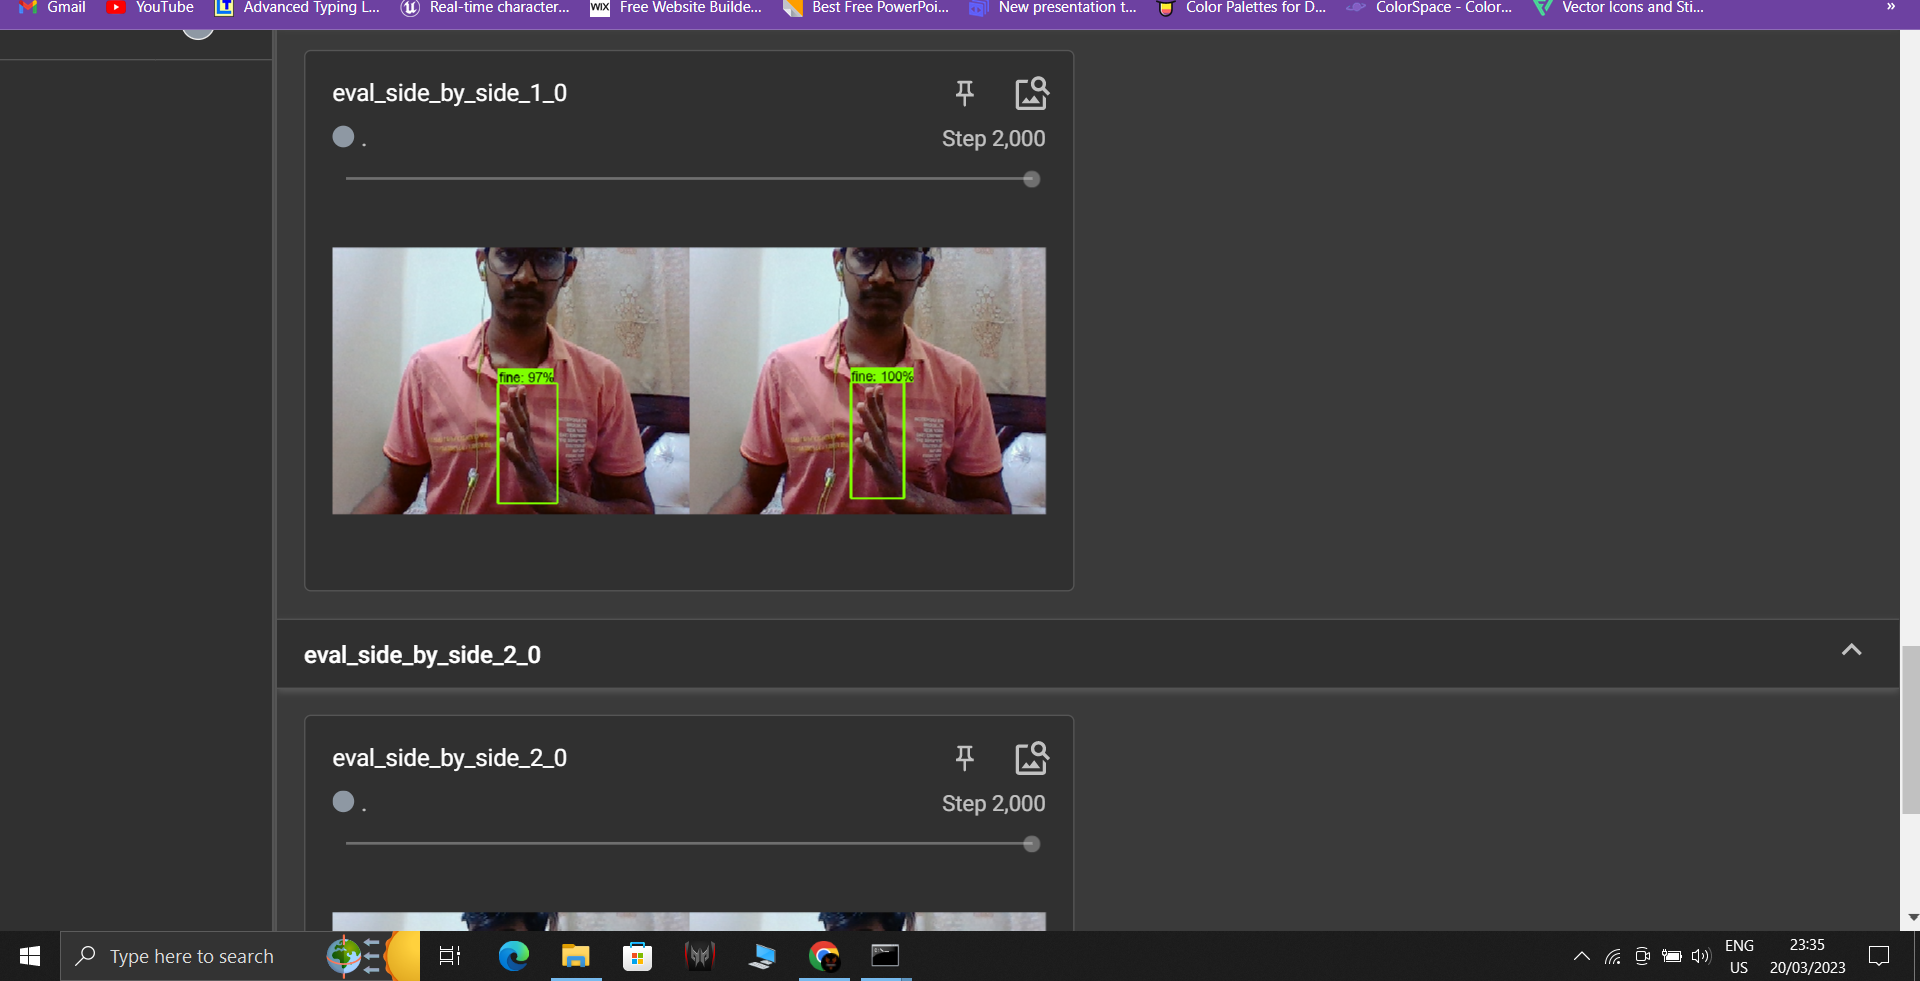 Gmail YouTube Advanced Typing L... Real-time character... WIX Free Website Builde... Best Free PowerPoi... New presentation t... Color Palettes for D... ColorSpace - Color... Vector Icons and Sti... »
eval_side_by_side_1_0
. Step 2,000
fine: 97% fine: 100%
eval_side_by_side_2_0
eval_side_by_side_2_0
. Step 2,000
Type here to search
ENG 23:35
US 20/03/2023